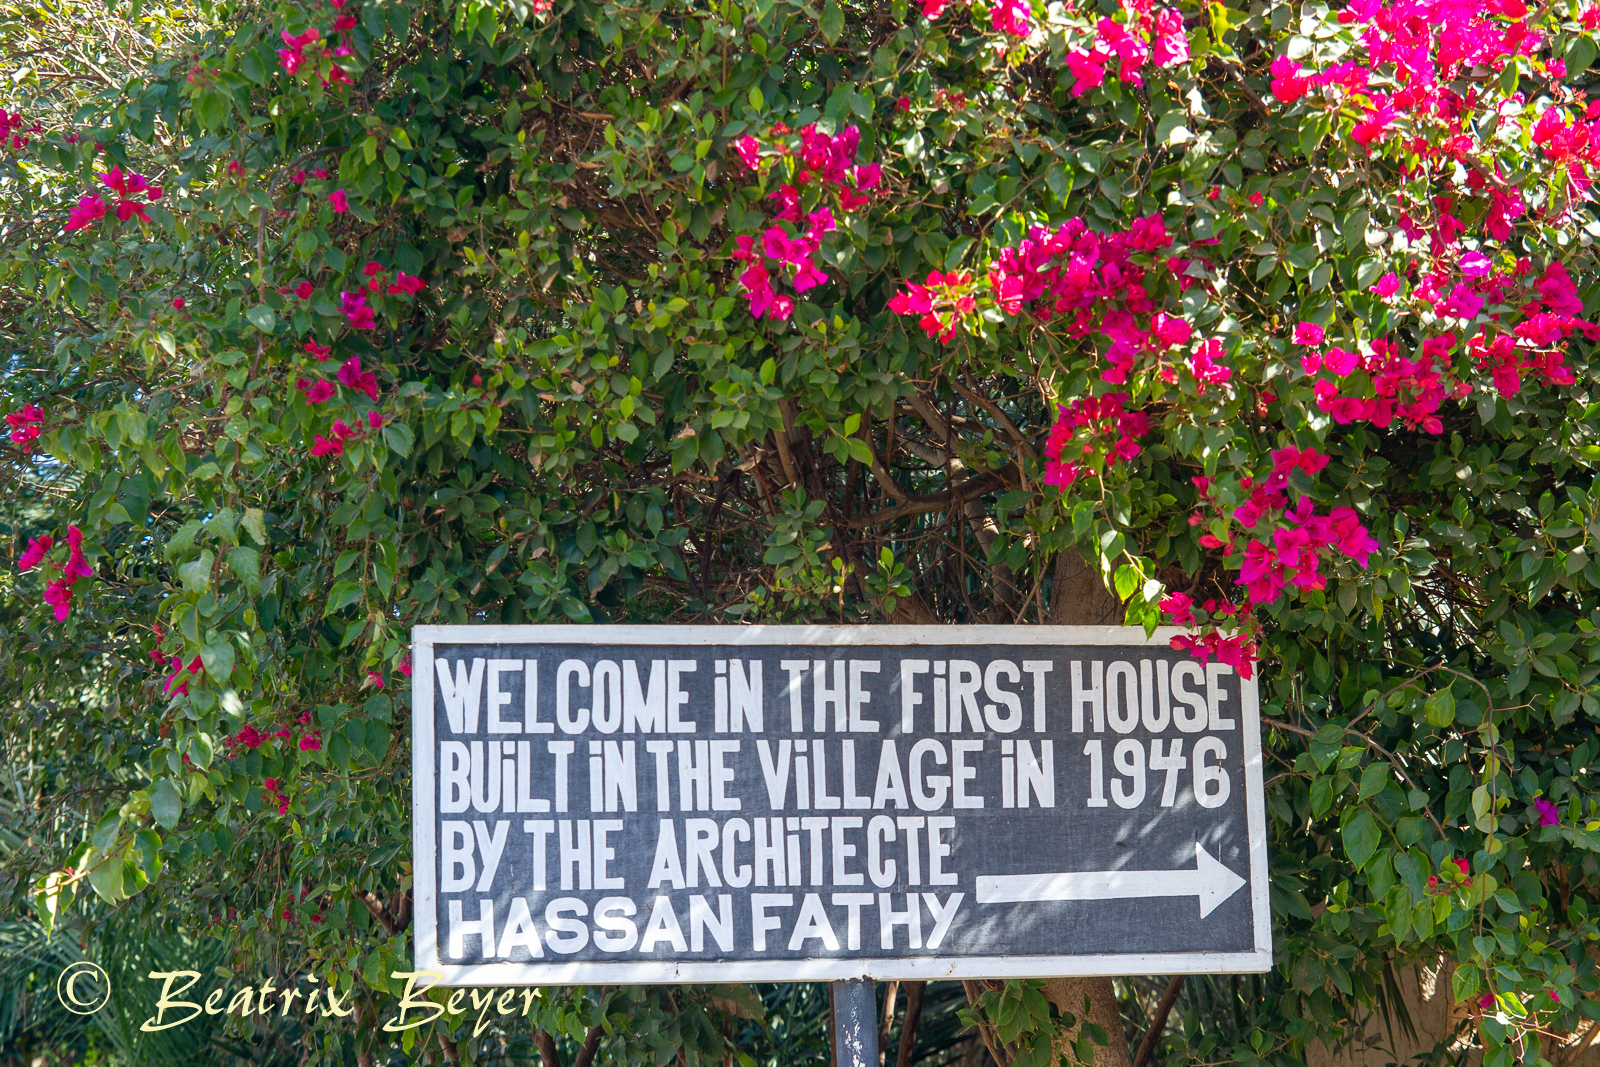 WELCOME iN THE FiRST HOUSE
BUiLT iN THE ViLLAGE iN 1946
BY THE ARCHiTECTE
HASSAN FATHY
© Beatrix Beyer